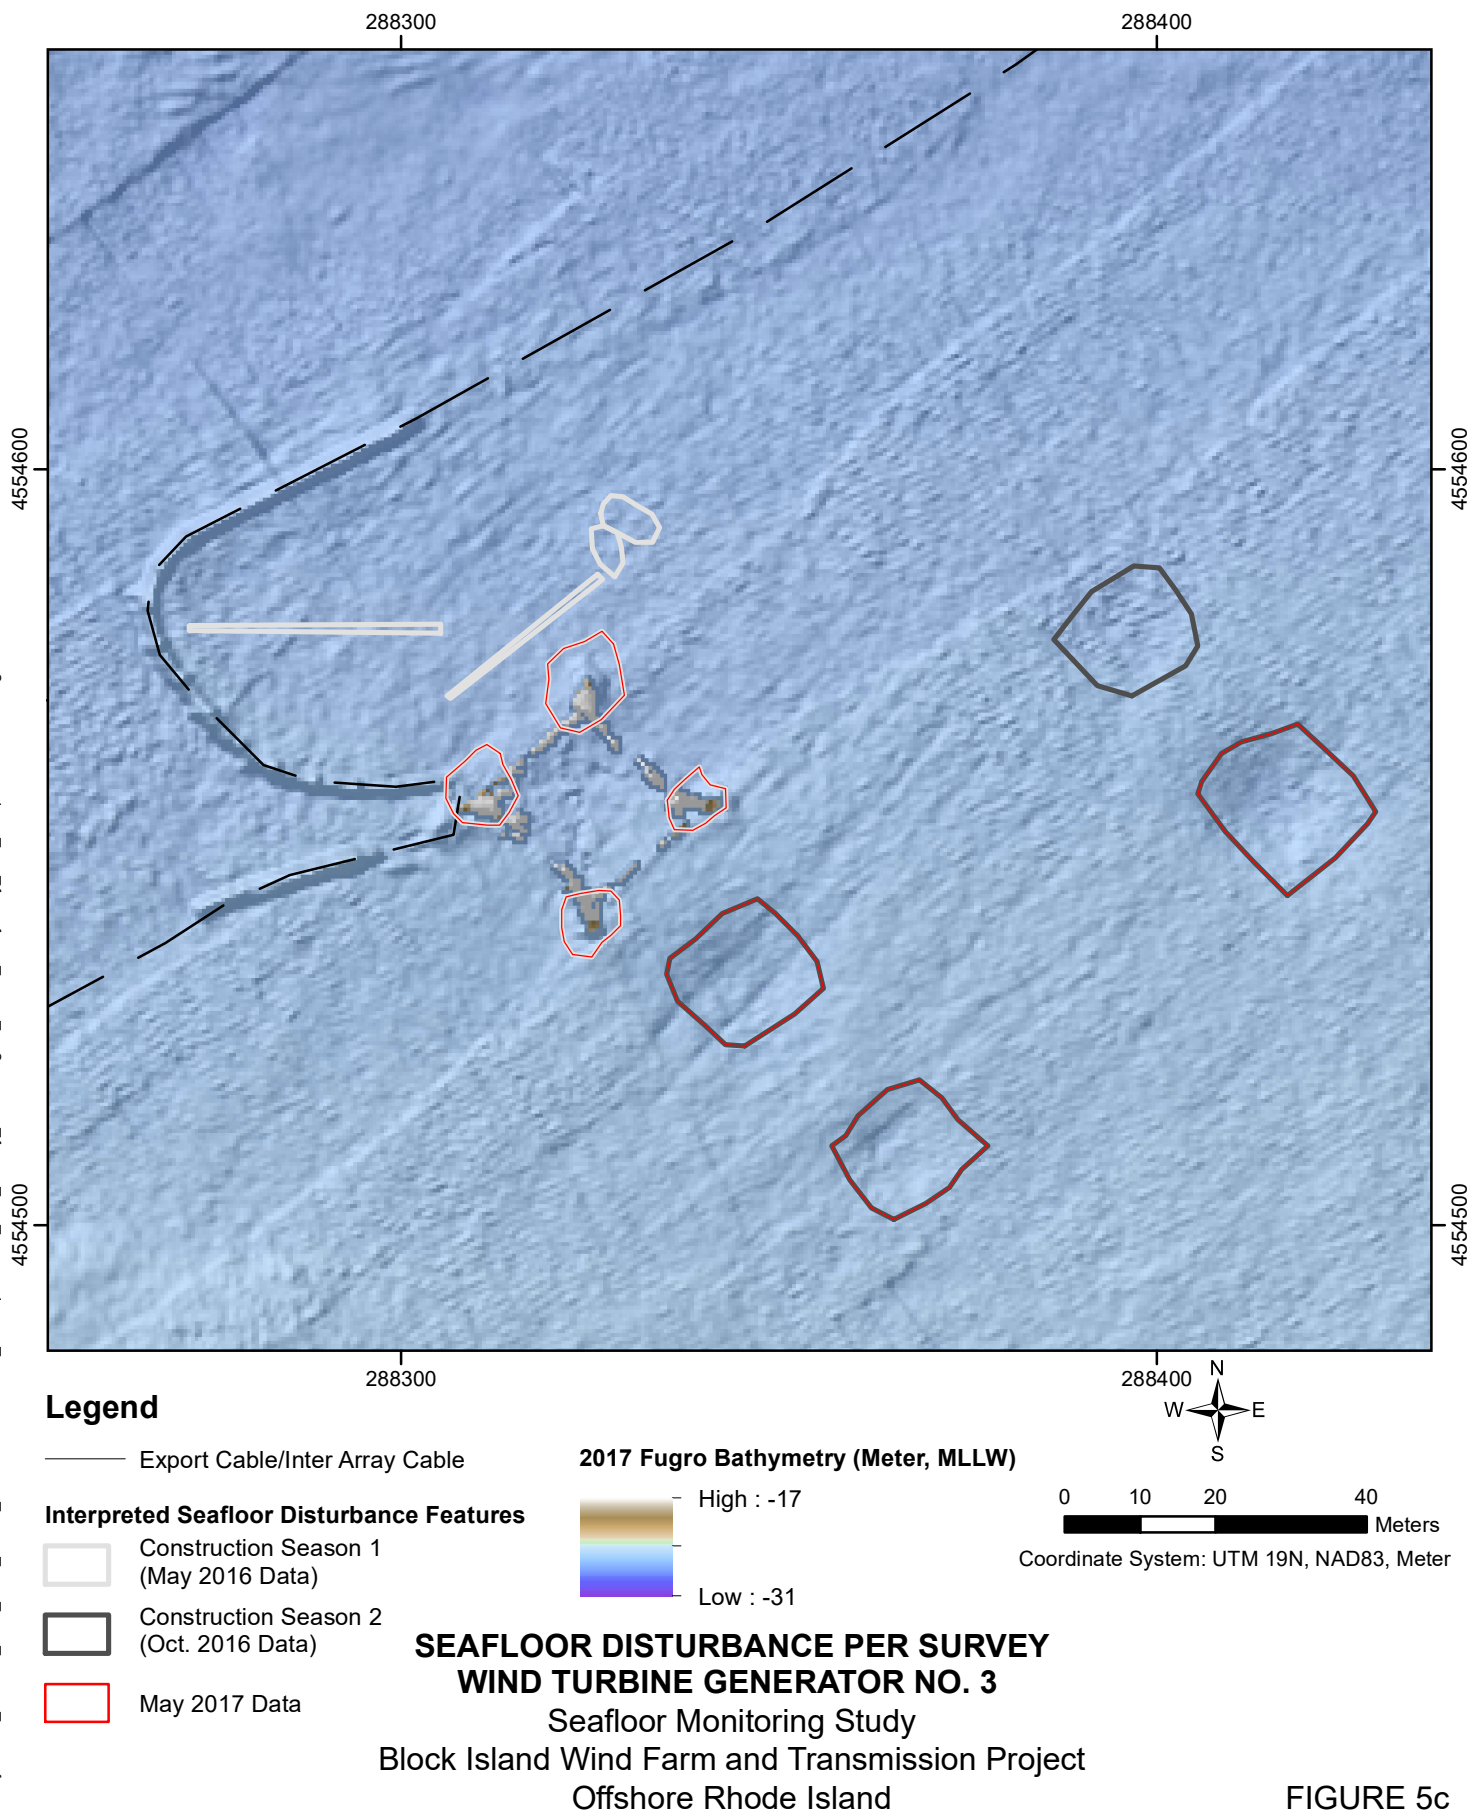 288300
288400
4554600
4554600
4554500
4554500
288300
288400
N
W
E
S
Legend
Export Cable/Inter Array Cable
Interpreted Seafloor Disturbance Features
Construction Season 1
(May 2016 Data)
Construction Season 2
(Oct. 2016 Data)
May 2017 Data
2017 Fugro Bathymetry (Meter, MLLW)
High : -17
Low : -31
0 10 20 40
Meters
Coordinate System: UTM 19N, NAD83, Meter
SEAFLOOR DISTURBANCE PER SURVEY
WIND TURBINE GENERATOR NO. 3
Seafloor Monitoring Study
Block Island Wind Farm and Transmission Project
Offshore Rhode Island
FIGURE 5c